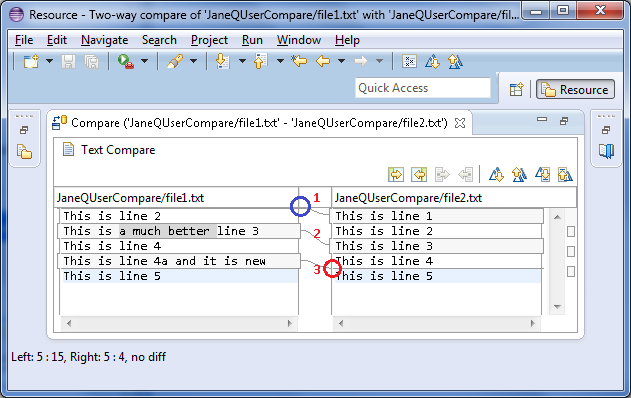 Resource - Two-way compare of 'JaneQUserCompare/file1.txt' with 'JaneQUserCompare/fil...
File Edit Navigate Search Project Run Window Help
Quick Access
Resource
Compare ('JaneQUserCompare/file1.txt' - 'JaneQUserCompare/file2.txt')
Text Compare
JaneQUserCompare/file1.txt
This is line 2
This is a much better line 3
This is line 4
This is line 4a and it is new
This is line 5
1
2
3
JaneQUserCompare/file2.txt
This is line 1
This is line 2
This is line 3
This is line 4
This is line 5
Left: 5 : 15, Right: 5 : 4, no diff